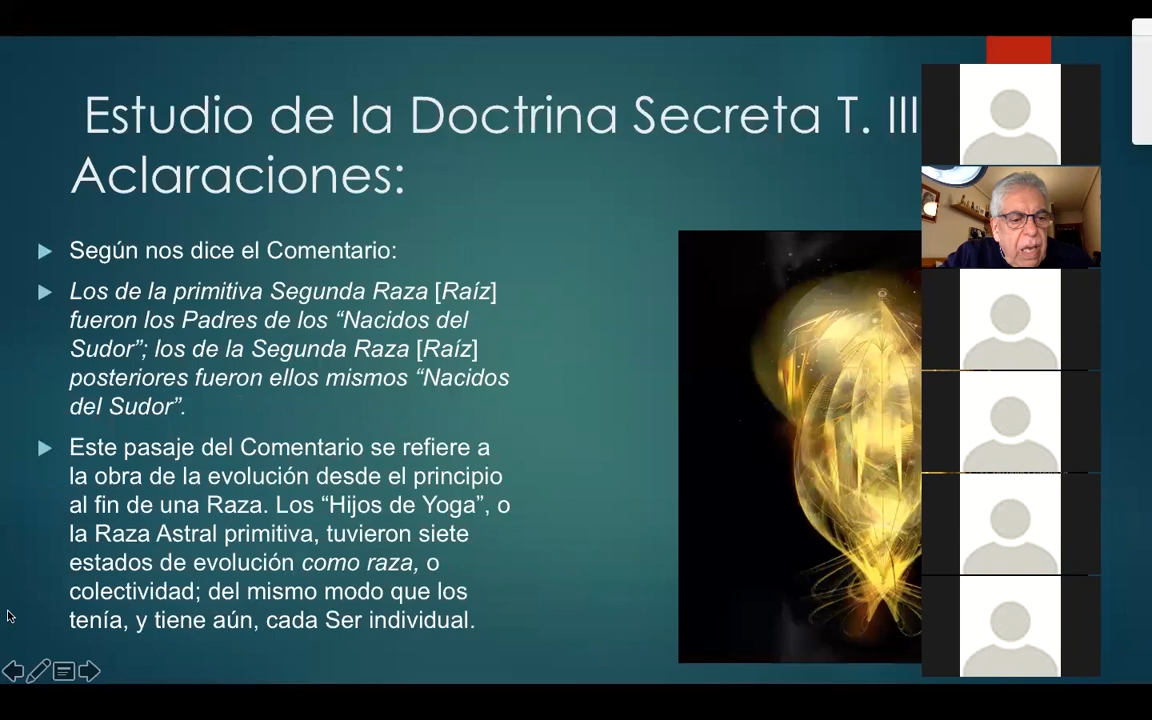 Estudio de la Doctrina Secreta T. III
Aclaraciones:
Según nos dice el Comentario:
Los de la primitiva Segunda Raza [Raíz]
fueron los Padres de los “Nacidos del
Sudor”; los de la Segunda Raza [Raíz]
posteriores fueron ellos mismos “Nacidos
del Sudor”.
Este pasaje del Comentario se refiere a
la obra de la evolución desde el principio
al fin de una Raza. Los “Hijos de Yoga”, o
la Raza Astral primitiva, tuvieron siete
estados de evolución como raza, o
colectividad; del mismo modo que los
tenía, y tiene aún, cada Ser individual.